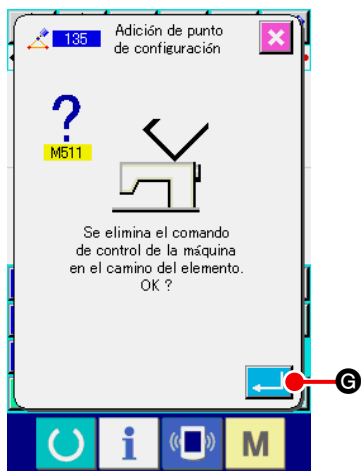 135
Adición de punto
de configuración
?
M511
Se elimina el comando
de control de la máquina
en el camino del elemento.
OK ?
G
i
M